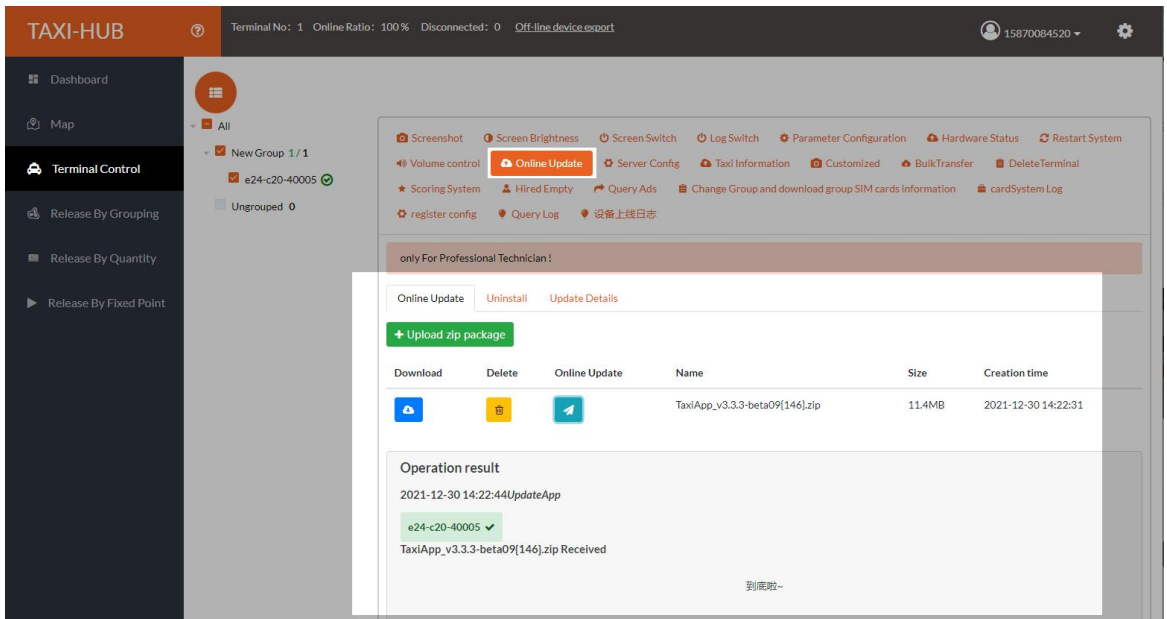 TAXI-HUB
Terminal No: 1 Online Ratio: 100% Disconnected: 0 Off-line device export
15870084520
Dashboard
Map
Terminal Control
Release By Grouping
Release By Quantity
Release By Fixed Point
All
New Group 1/1
e24-c20-40005
Ungrouped 0
Screenshot Screen Brightness Screen Switch Log Switch Parameter Configuration Hardware Status Restart System
Volume control Online Update Server Config Taxi Information Customized BulkTransfer DeleteTerminal
Scoring System Hired Empty Query Ads Change Group and download group SIM cards information cardSystem Log
register config Query Log 设备上线日志
only For Professional Technician !
Online Update Uninstall Update Details
+ Upload zip package
Download Delete Online Update Name Size Creation time
TaxiApp_v3.3.3-beta09[146].zip 11.4MB 2021-12-30 14:22:31
Operation result
2021-12-30 14:22:44UpdateApp
e24-c20-40005
TaxiApp_v3.3.3-beta09[146].zip Received
到底啦~